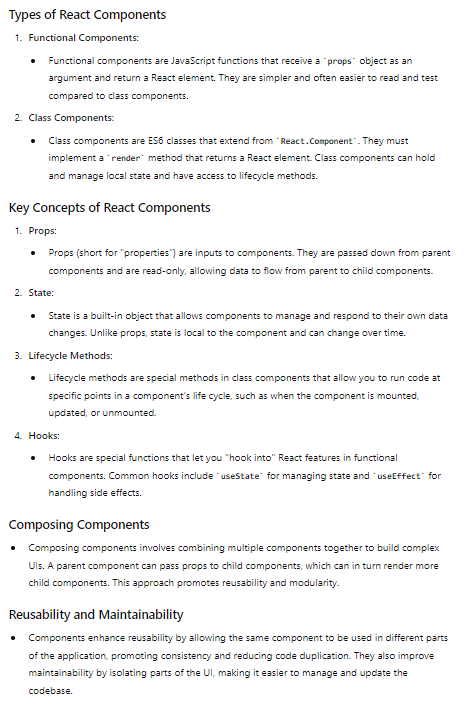 Types of React Components
1. Functional Components:
• Functional components are JavaScript functions that receive a `props` object as an
argument and return a React element. They are simpler and often easier to read and test
compared to class components.
2. Class Components:
• Class components are ES6 classes that extend from `React.Component`. They must
implement a `render` method that returns a React element. Class components can hold
and manage local state and have access to lifecycle methods.
Key Concepts of React Components
1. Props:
• Props (short for "properties") are inputs to components. They are passed down from parent
components and are read-only, allowing data to flow from parent to child components.
2. State:
• State is a built-in object that allows components to manage and respond to their own data
changes. Unlike props, state is local to the component and can change over time.
3. Lifecycle Methods:
• Lifecycle methods are special methods in class components that allow you to run code at
specific points in a component's life cycle, such as when the component is mounted,
updated, or unmounted.
4. Hooks:
• Hooks are special functions that let you "hook into" React features in functional
components. Common hooks include `useState` for managing state and `useEffect` for
handling side effects.
Composing Components
• Composing components involves combining multiple components together to build complex
UIs. A parent component can pass props to child components, which can in turn render more
child components. This approach promotes reusability and modularity.
Reusability and Maintainability
• Components enhance reusability by allowing the same component to be used in different parts
of the application, promoting consistency and reducing code duplication. They also improve
maintainability by isolating parts of the UI, making it easier to manage and update the
codebase.